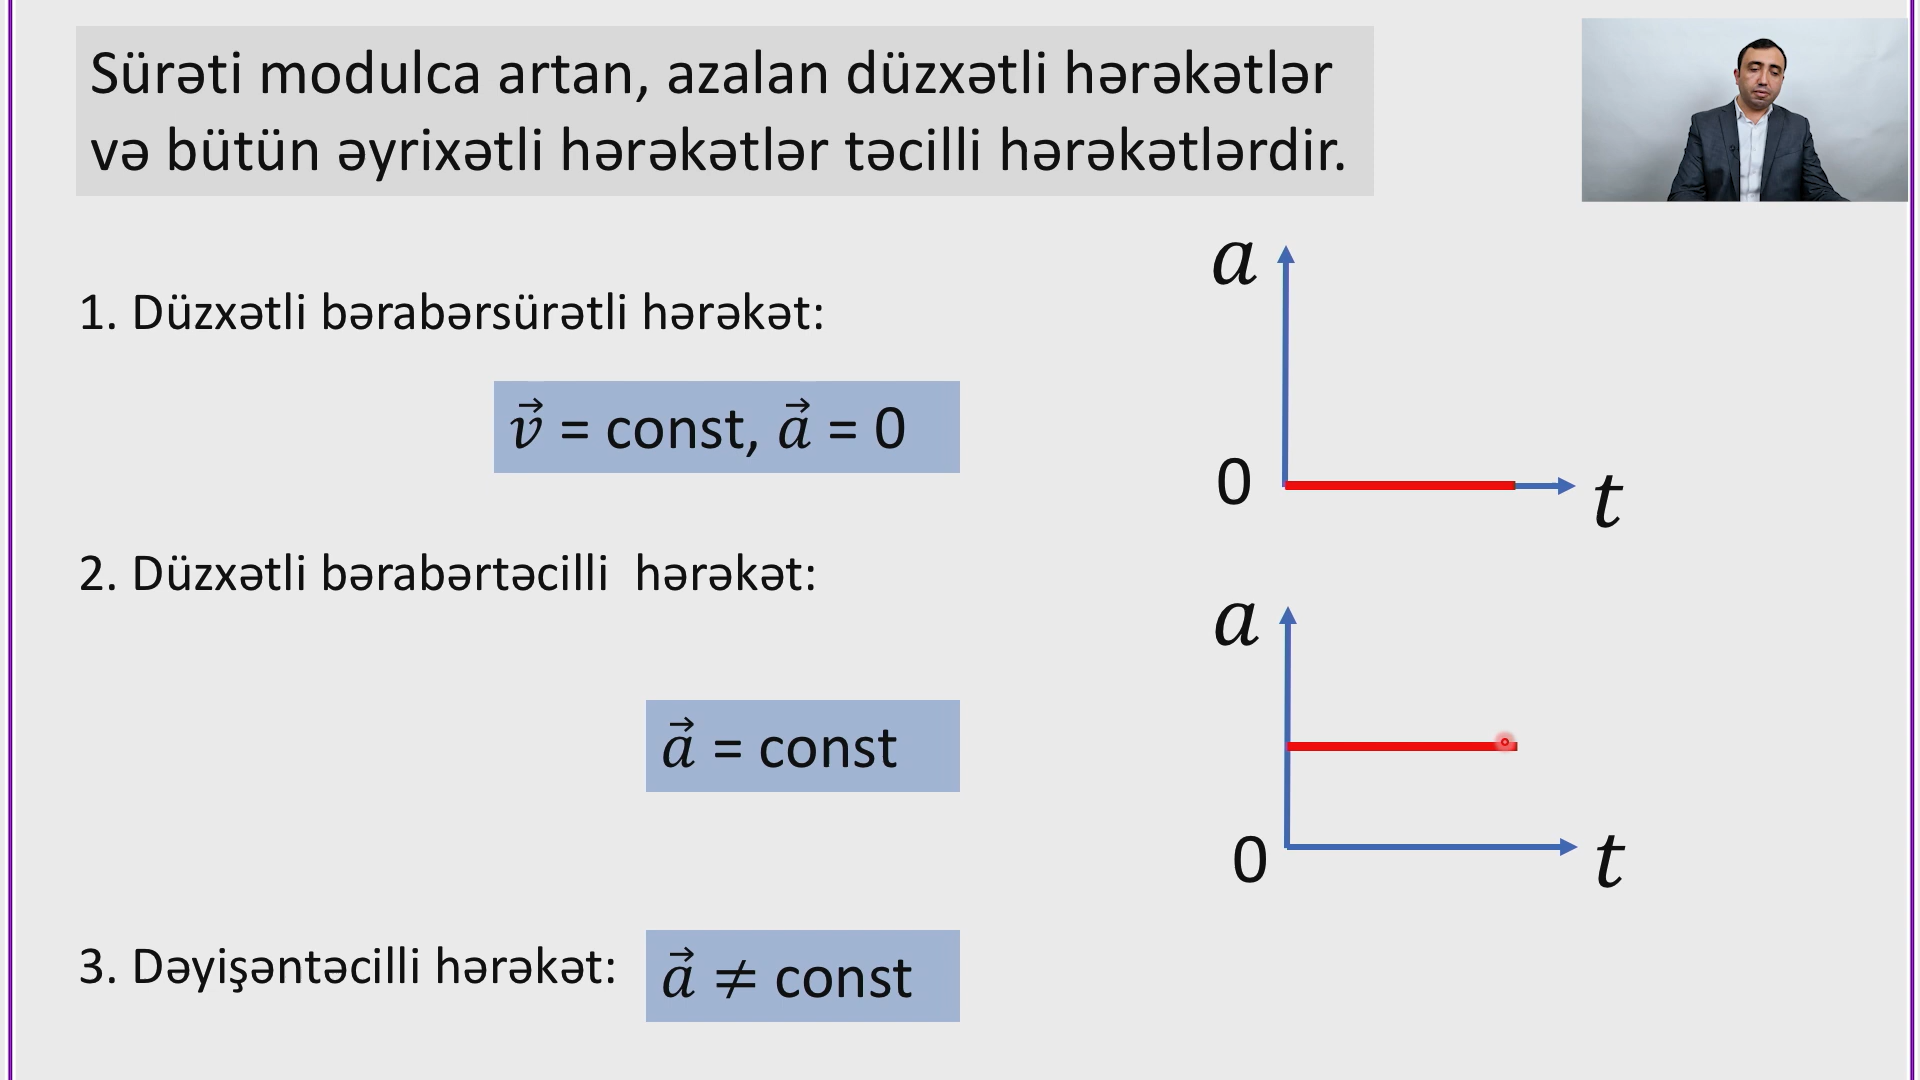 Sürəti modulca artan, azalan düzxətli hərəkətlər
və bütün əyrixətli hərəkətlər təcilli hərəkətlərdir.
a
1. Düzxətli bərabərsürətli hərəkət:
v⃗ = const, a⃗ = 0
0
t
2. Düzxətli bərabərtəcilli hərəkət:
a
a⃗ = const
0
t
3. Dəyişəntəcilli hərəkət:
a⃗ ≠ const